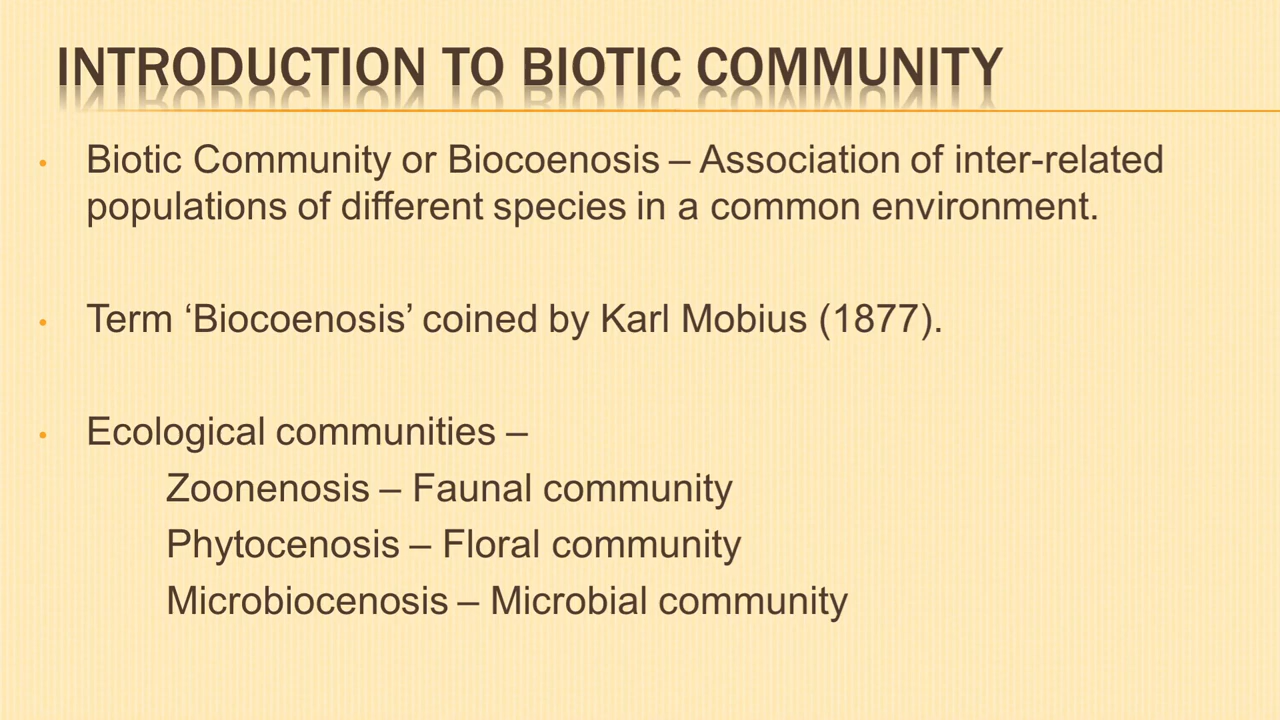 INTRODUCTION TO BIOTIC COMMUNITY
• Biotic Community or Biocoenosis – Association of inter-related
populations of different species in a common environment.
• Term ‘Biocoenosis’ coined by Karl Mobius (1877).
• Ecological communities –
Zoonenosis – Faunal community
Phytocenosis – Floral community
Microbiocenosis – Microbial community